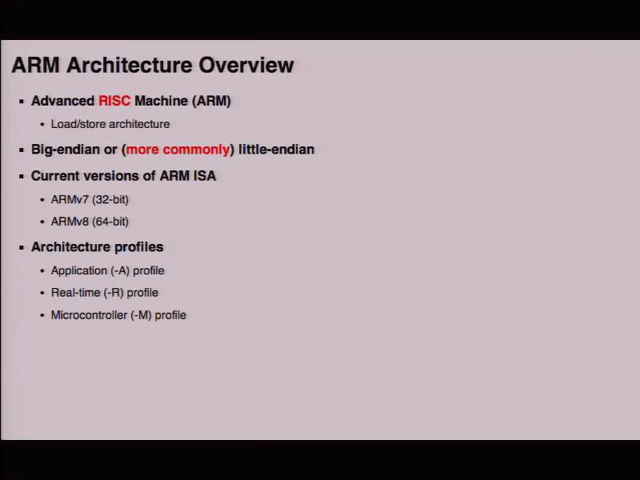 ARM Architecture Overview
Advanced RISC Machine (ARM)
Load/store architecture
Big-endian or (more commonly) little-endian
Current versions of ARM ISA
ARMv7 (32-bit)
ARMv8 (64-bit)
Architecture profiles
Application (-A) profile
Real-time (-R) profile
Microcontroller (-M) profile